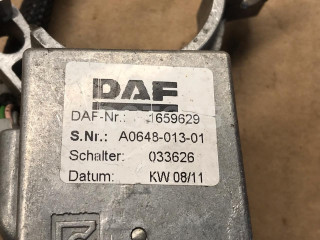 DAF
DAF-Nr.: 1659629
S.Nr.: A0648-013-01
Schalter: 033626
Datum: KW 08/11